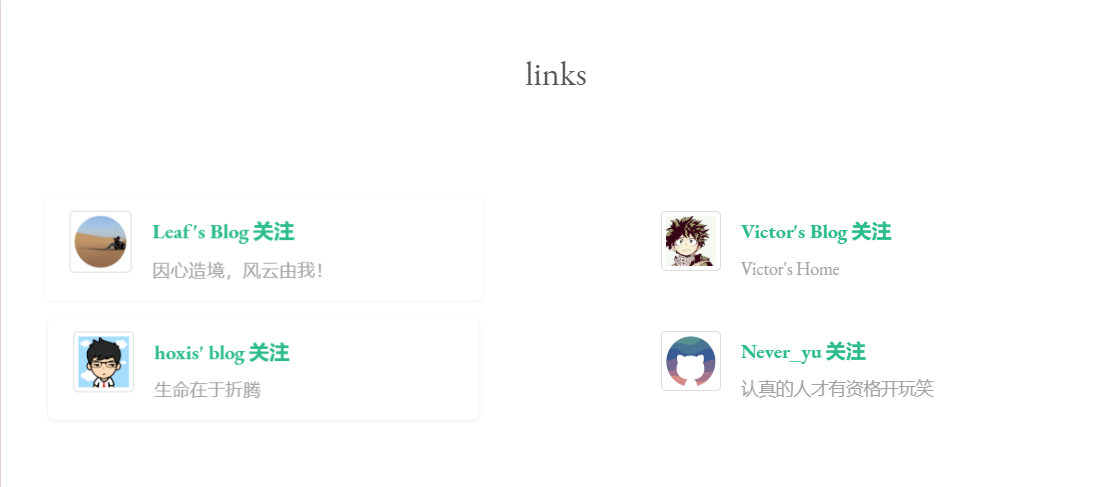 links
Leaf's Blog 关注
因心造境，风云由我！
Victor's Blog 关注
Victor's Home
hoxis' blog 关注
生命在于折腾
Never_yu 关注
认真的人才有资格开玩笑